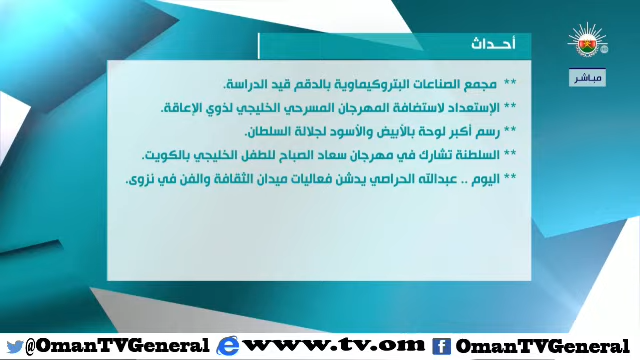 أحـداث
مباشر
** مجمع الصناعات البتروكيماوية بالدقم قيد الدراسة.
** الإستعداد لاستضافة المهرجان المسرحي الخليجي لذوي الإعاقة.
** رسم أكبر لوحة بالأبيض والأسود لجلالة السلطان.
** السلطنة تشارك في مهرجان سعاد الصباح للطفل الخليجي بالكويت.
** اليوم .. عبدالله الحراصي يدشن فعاليات ميدان الثقافة والفن في نزوى.
@OmanTVGeneral www.tv.om OmanTVGeneral